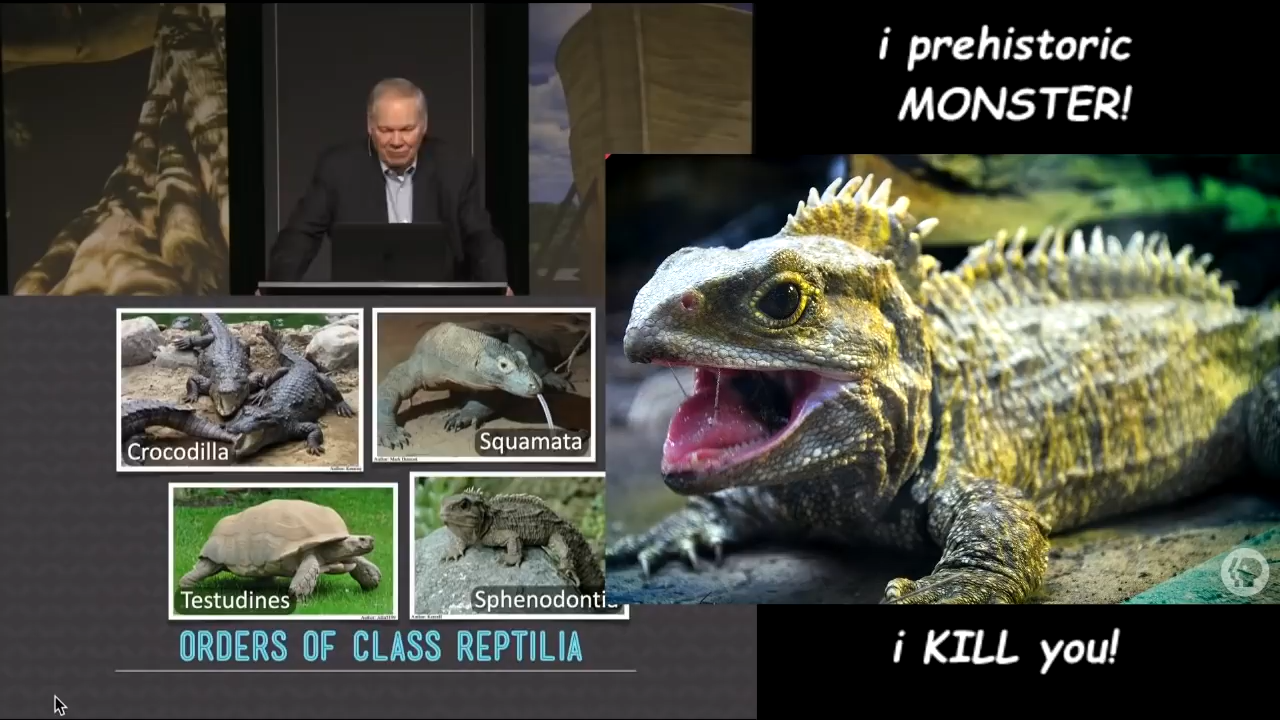 i prehistoric
MONSTER!
Crocodilla
Squamata
Testudines
Sphenodontia
ORDERS OF CLASS REPTILIA
i KILL you!